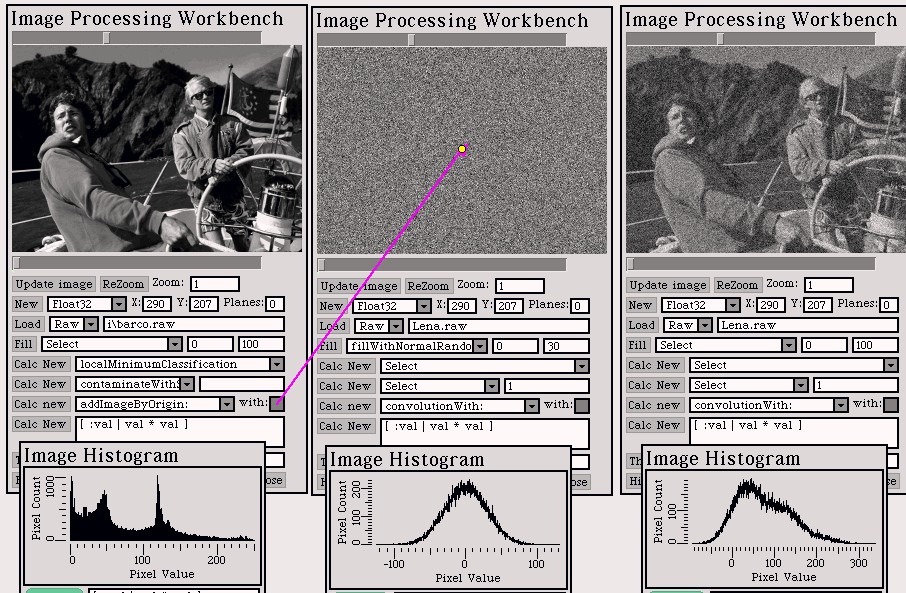 Image Processing Workbench
Update image ReZoom Zoom: 1
New Float32 X: 290 Y: 207 Planes: 0
Load Raw i\barco.raw
Fill Select 0 100
Calc New localMinimumClassification
Calc New contaminateWith:
Calc new addImageByOrigin: with:
Calc New [ :val | val * val ]
Image Histogram
Pixel Count
1000
0
0 100 200
Pixel Value
Image Processing Workbench
Update image ReZoom Zoom: 1
New Float32 X: 290 Y: 207 Planes: 0
Load Raw Lena.raw
Fill fillWithNormalRando 0 30
Calc New Select
Calc New Select 1
Calc new convolutionWith: with:
Calc New [ :val | val * val ]
ose
Image Histogram
Pixel Count
200
100
0
-100 0 100
Pixel Value
Image Processing Workbench
Update image ReZoom Zoom: 1
New Float32 X: 290 Y: 207 Planes: 0
Load Raw Lena.raw
Fill Select 0 100
Calc New Select
Calc New Select 1
Calc new convolutionWith: with:
Calc New [ :val | val * val ]
Th
Hi
Image Histogram
Pixel Count
100
0
0 100 200 300
Pixel Value